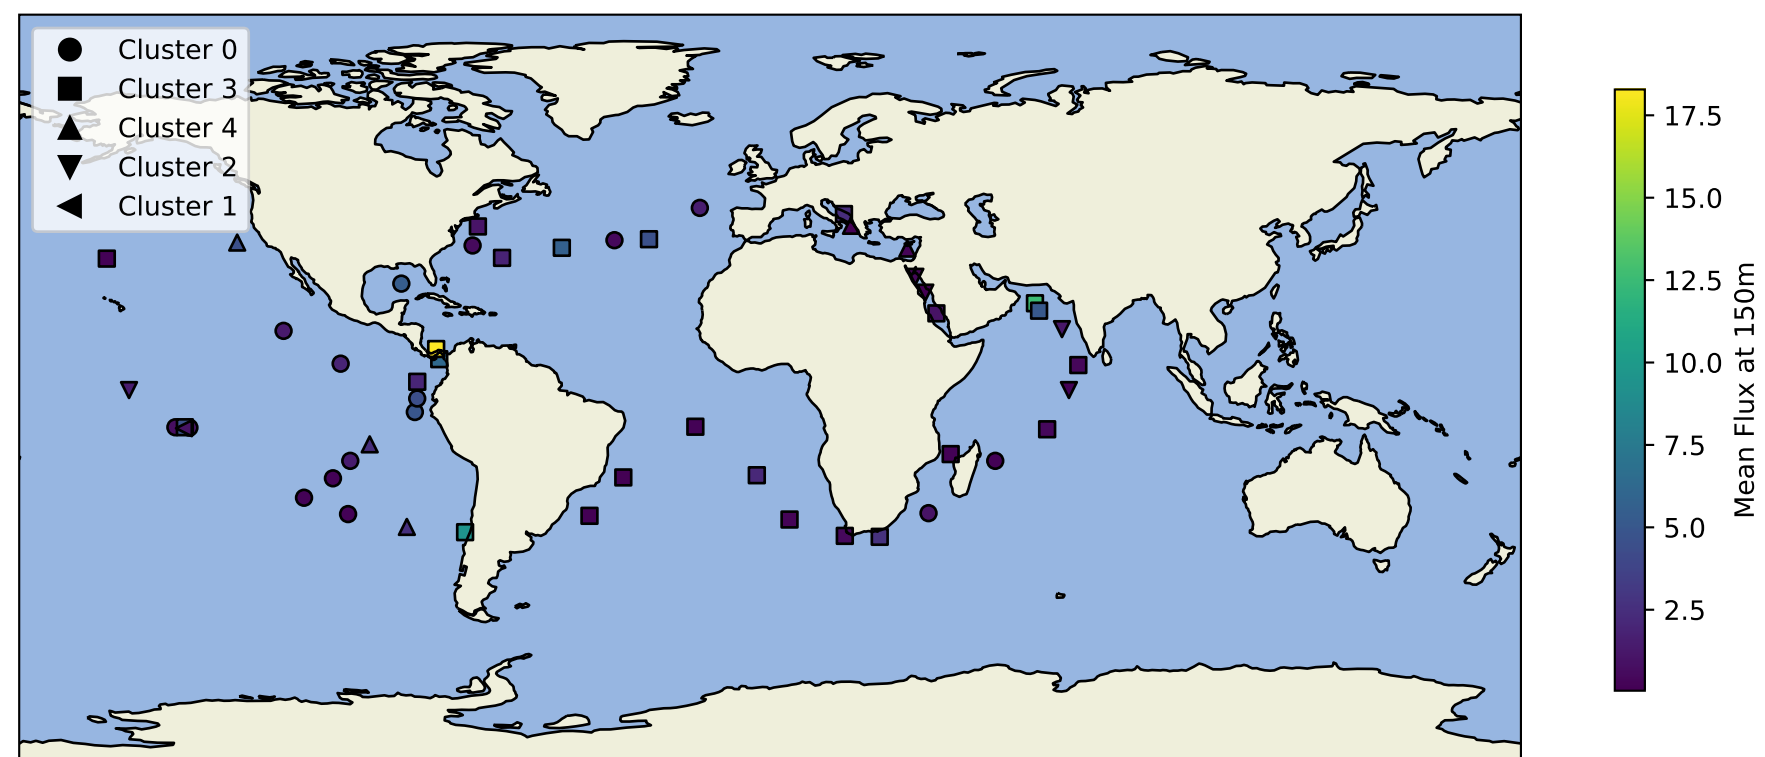 Cluster 0
Cluster 3
Cluster 4
Cluster 2
Cluster 1
17.5
15.0
12.5
10.0
7.5
5.0
2.5
Mean Flux at 150m